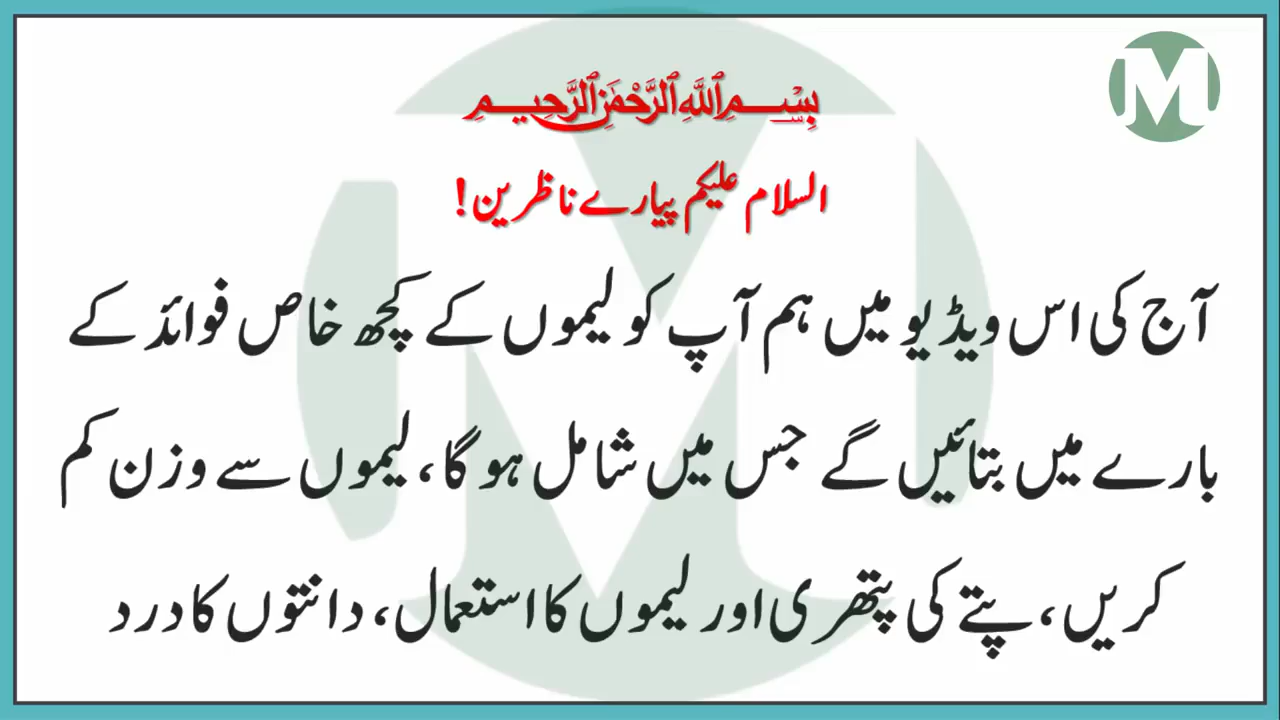 M
بِسْمِ اللهِ الرَّحْمٰنِ الرَّحِيمِ
السلام علیکم پیارے ناظرین!
آج کی اس ویڈیو میں ہم آپ کو لیموں کے کچھ خاص فوائد کے
بارے میں بتائیں گے جس میں شامل ہو گا، لیموں سے وزن کم
کریں، پتے کی پتھری اور لیموں کا استعمال، دانتوں کا درد